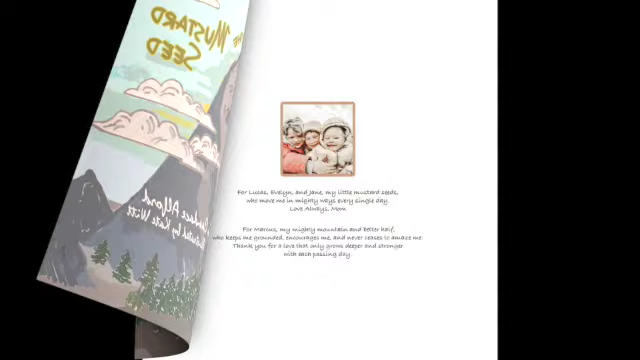 MUSTARD
SEED
For Lucas, Evelyn, and Jane, my little mustard seeds,
who move me in mighty ways every single day.
Love Always, Mom
For Marcus, my mighty mountain and better half,
who keeps me grounded, encourages me, and never ceases to amaze me.
Thank you for a love that only grows deeper and stronger
with each passing day.